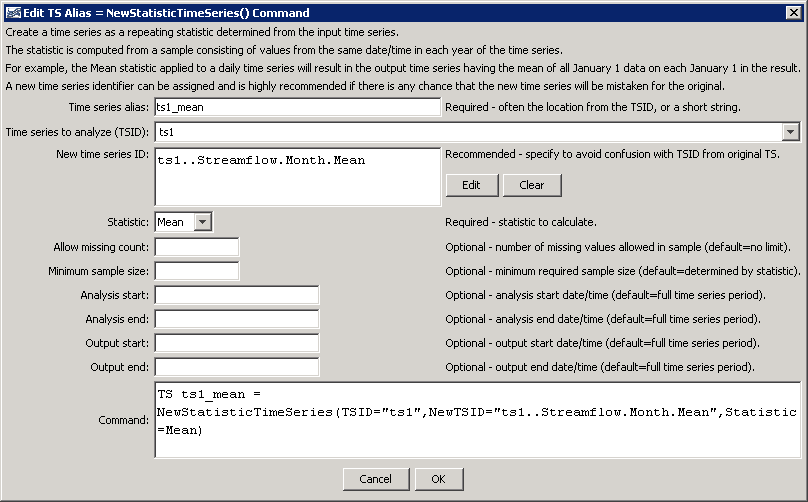 Edit TS Alias = NewStatisticTimeSeries() Command
Create a time series as a repeating statistic determined from the input time series.
The statistic is computed from a sample consisting of values from the same date/time in each year of the time series.
For example, the Mean statistic applied to a daily time series will result in the output time series having the mean of all January 1 data on each January 1 in the result.
A new time series identifier can be assigned and is highly recommended if there is any chance that the new time series will be mistaken for the original.
Time series alias: ts1_mean Required - often the location from the TSID, or a short string.
Time series to analyze (TSID): ts1
New time series ID: ts1..Streamflow.Month.Mean Recommended - specify to avoid confusion with TSID from original TS.
Edit Clear
Statistic: Mean Required - statistic to calculate.
Allow missing count: Optional - number of missing values allowed in sample (default=no limit).
Minimum sample size: Optional - minimum required sample size (default=determined by statistic).
Analysis start: Optional - analysis start date/time (default=full time series period).
Analysis end: Optional - analysis end date/time (default=full time series period).
Output start: Optional - output start date/time (default=full time series period).
Output end: Optional - output end date/time (default=full time series period).
TS ts1_mean =
NewStatisticTimeSeries(TSID="ts1",NewTSID="ts1..Streamflow.Month.Mean",Statistic
Command: =Mean)
Cancel OK